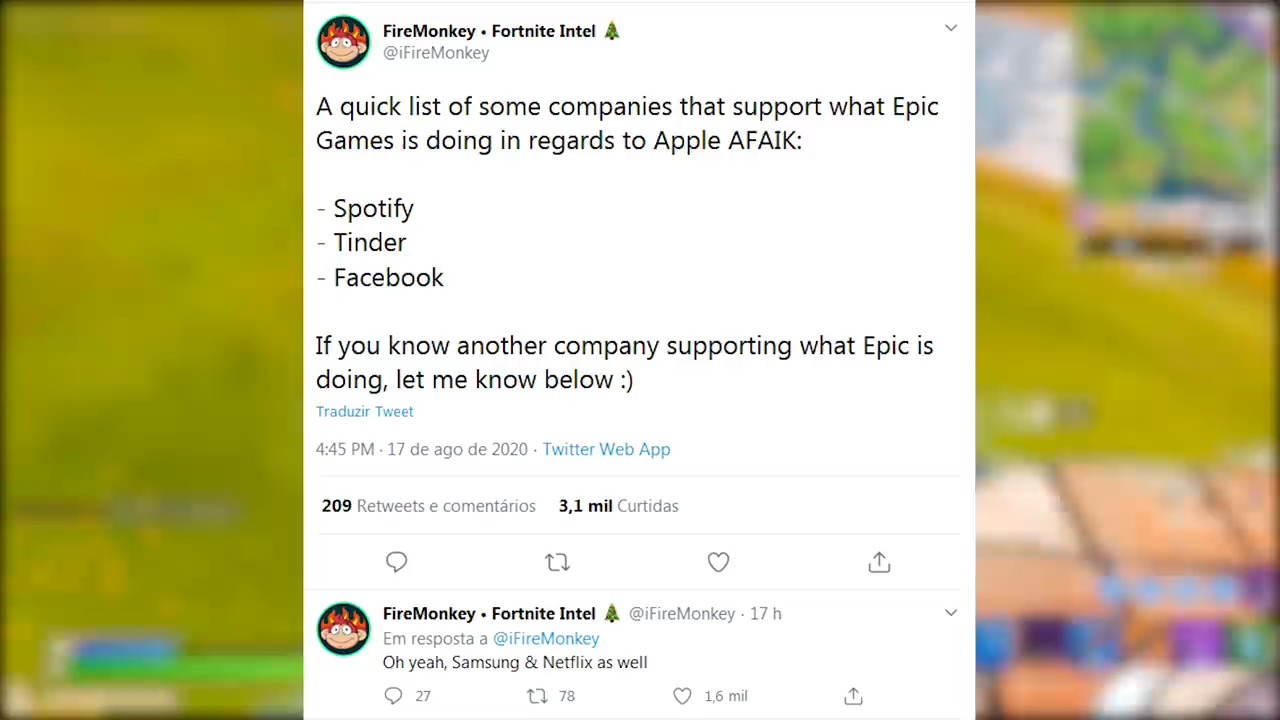 FireMonkey • Fortnite Intel 🎄
@iFireMonkey
A quick list of some companies that support what Epic
Games is doing in regards to Apple AFAIK:
- Spotify
- Tinder
- Facebook
If you know another company supporting what Epic is
doing, let me know below :)
Traduzir Tweet
4:45 PM · 17 de ago de 2020 · Twitter Web App
209 Retweets e comentários 3,1 mil Curtidas
FireMonkey • Fortnite Intel 🎄 @iFireMonkey · 17 h
Em resposta a @iFireMonkey
Oh yeah, Samsung & Netflix as well
27 78 1,6 mil